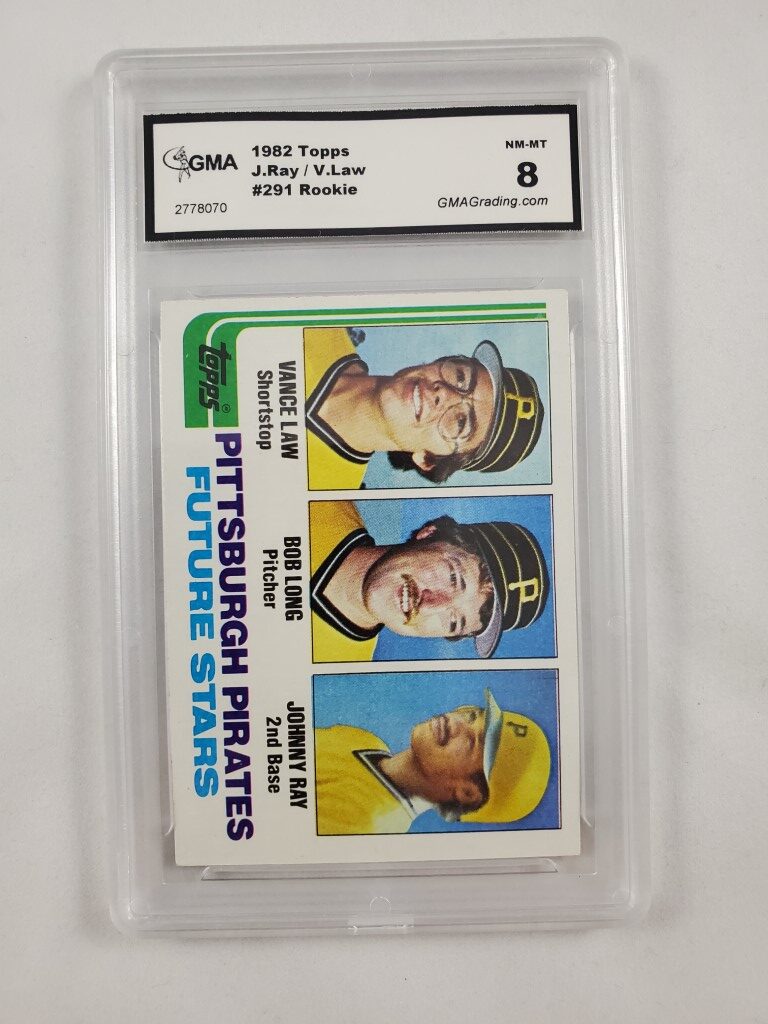 GMA
2778070
1982 Topps
J.Ray / V.Law
#291 Rookie
NM-MT
8
GMAGrading.com
P
P
P
VANCE LAW
Shortstop
BOB LONG
Pitcher
JOHNNY RAY
2nd Base
topps®
PITTSBURGH PIRATES
FUTURE STARS